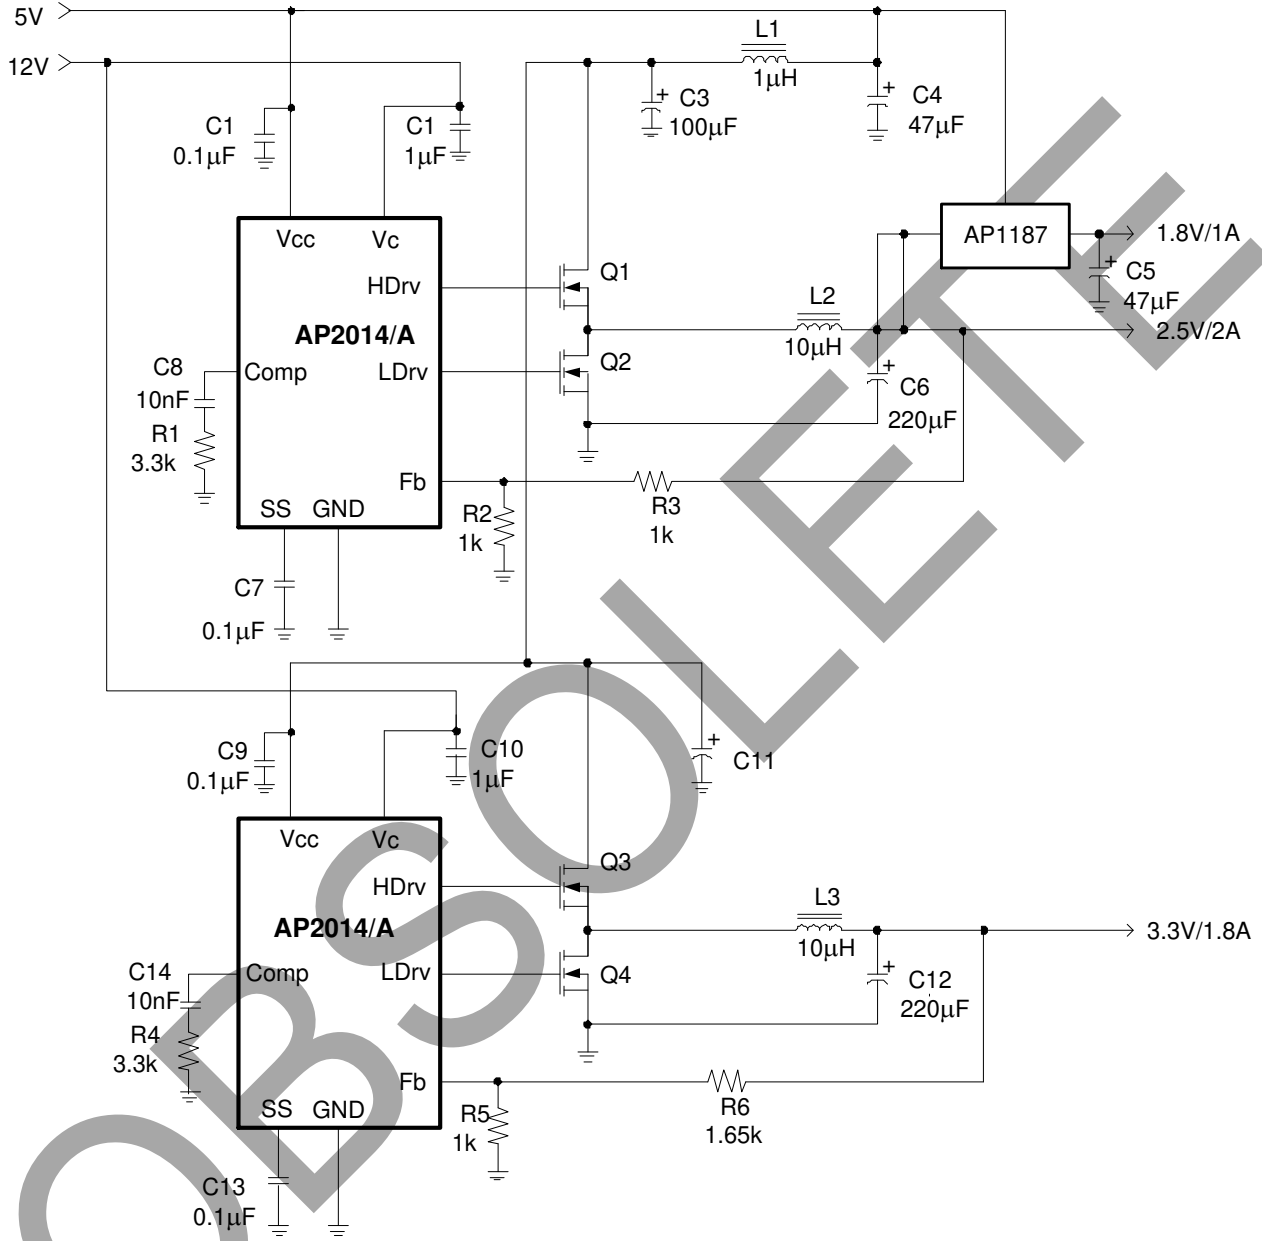 5V
12V
L1
1µH
C1
0.1µF
C1
1µF
+
C3
100µF
+
C4
47µF
Vcc
Vc
HDrv
AP2014/A
Comp
LDrv
Fb
SS
GND
C8
10nF
R1
3.3k
C7
0.1µF
Q1
Q2
L2
10µH
AP1187
1.8V/1A
+
C5
47µF
2.5V/2A
+
C6
220µF
R2
1k
R3
1k
C9
0.1µF
C10
1µF
+
C11
Vcc
Vc
HDrv
AP2014/A
Comp
LDrv
Fb
SS
GND
C14
10nF
R4
3.3k
C13
0.1µF
Q3
Q4
L3
10µH
3.3V/1.8A
+
C12
220µF
R5
1k
R6
1.65k
OBSOLETE